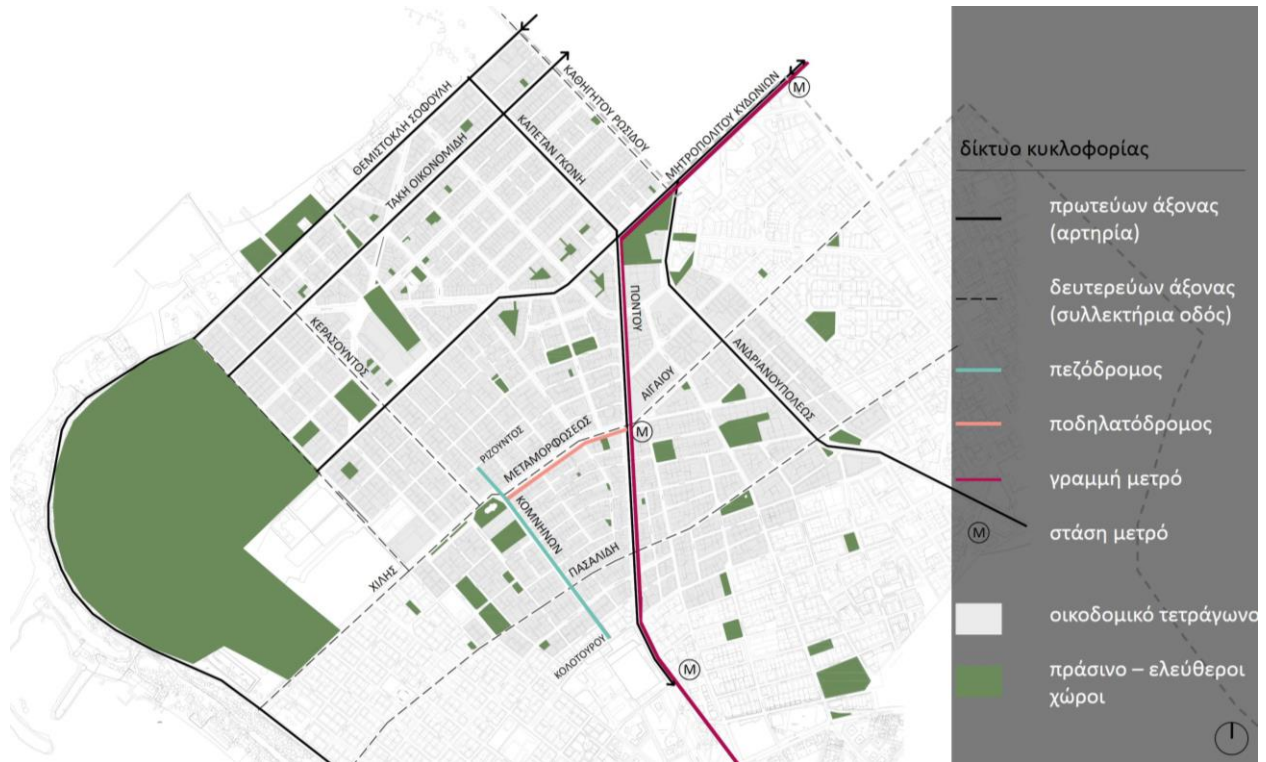 ΘΕΜΙΣΤΟΚΛΗ ΣΟΦΟΥΛΗ
ΤΑΚΗ ΟΙΚΟΝΟΜΙΔΗ
ΚΑΘΗΓΗΤΟΥ ΡΩΣΙΔΟΥ
ΚΑΠΕΤΑΝ ΓΚΩΝΗ
ΜΗΤΡΟΠΟΛΙΤΟΥ ΚΥΔΩΝΙΩΝ
M
ΚΕΡΑΣΟΥΝΤΟΣ
ΠΟΝΤΟΥ
ΑΝΔΡΙΑΝΟΥΠΟΛΕΩΣ
ΑΙΓΑΙΟΥ
ΡΙΖΟΥΝΤΟΣ
ΜΕΤΑΜΟΡΦΩΣΕΩΣ
M
ΚΟΜΝΗΝΩΝ
ΠΑΣΑΛΙΔΗ
ΧΙΛΗΣ
ΚΟΛΟΤΟΥΡΟΥ
M
δίκτυο κυκλοφορίας
πρωτεύων άξονας
(αρτηρία)
δευτερεύων άξονας
(συλλεκτήρια οδός)
πεζόδρομος
ποδηλατόδρομος
γραμμή μετρό
M
στάση μετρό
οικοδομικό τετράγωνο
πράσινο – ελεύθεροι
χώροι